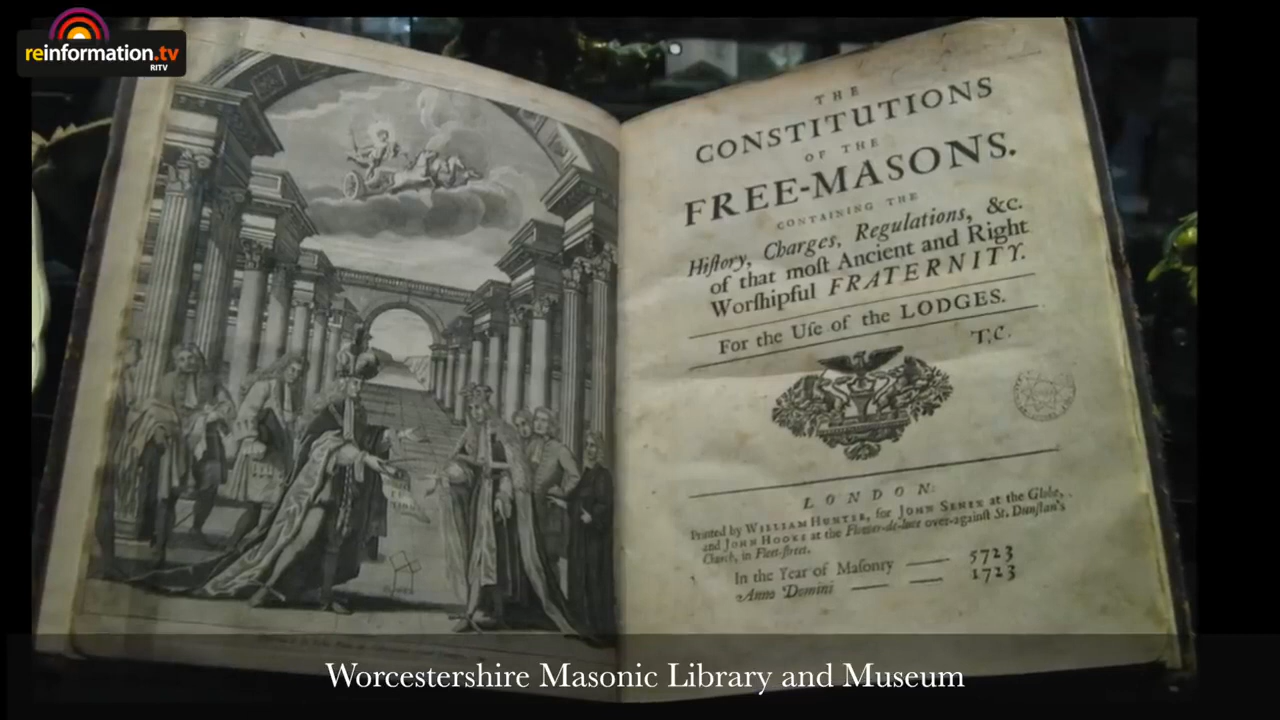 reinformation.tv
RITV
THE
CONSTITUTIONS
OF THE
FREE-MASONS.
CONTAINING THE
Hiſtory, Charges, Regulations, &c.
of that moſt Ancient and Right
Worſhipful FRATERNITY.
For the Uſe of the LODGES.
T.C.
LONDON:
Printed by WILLIAM HUNTER, for JOHN SENEX at the Globe,
and JOHN HOOKE at the Flower-de-luce over-againſt St. Dunſtan's
Church, in Fleet-ſtreet.
In the Year of Maſonry —— 5723
Anno Domini —— — 1723
Worcestershire Masonic Library and Museum